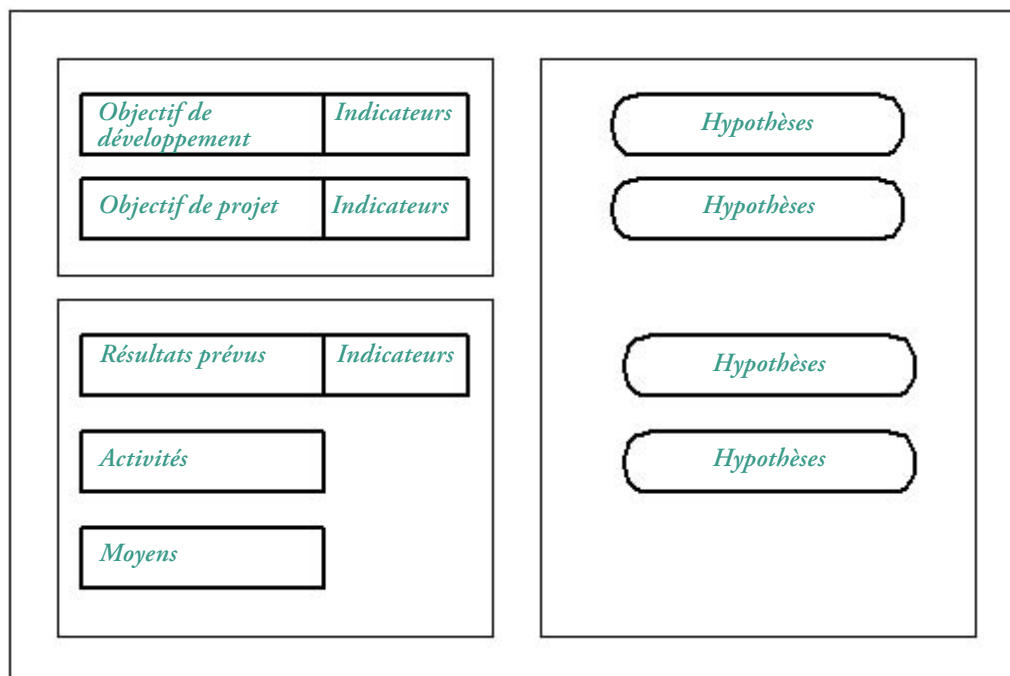 Objectif de
développement
Indicateurs
Hypothèses
Objectif de projet
Indicateurs
Hypothèses
Résultats prévus
Indicateurs
Hypothèses
Activités
Hypothèses
Moyens